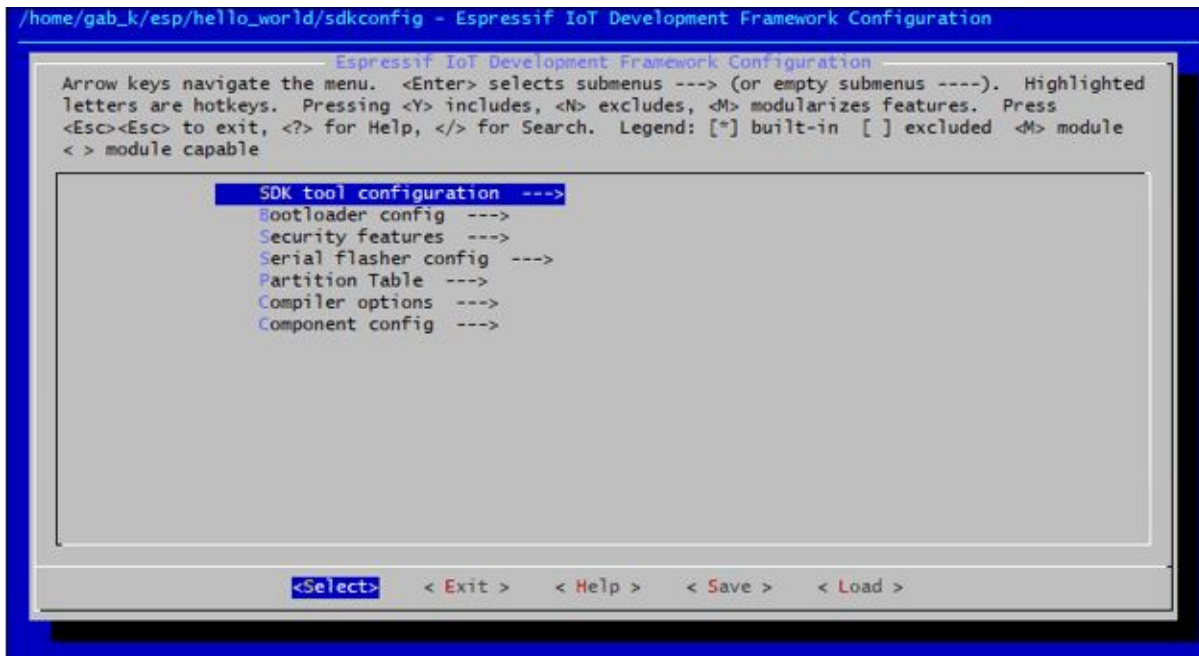 /home/gab_k/esp/hello_world/sdkconfig - Espressif IoT Development Framework Configuration
Espressif IoT Development Framework Configuration
Arrow keys navigate the menu.  <Enter> selects submenus ---> (or empty submenus ----).  Highlighted
letters are hotkeys.  Pressing <Y> includes, <N> excludes, <M> modularizes features.  Press
<Esc><Esc> to exit, <?> for Help, </> for Search.  Legend: [*] built-in  [ ] excluded  <M> module
< > module capable
SDK tool configuration  --->
Bootloader config  --->
Security features  --->
Serial flasher config  --->
Partition Table  --->
Compiler options  --->
Component config  --->
<Select>    < Exit >    < Help >    < Save >    < Load >